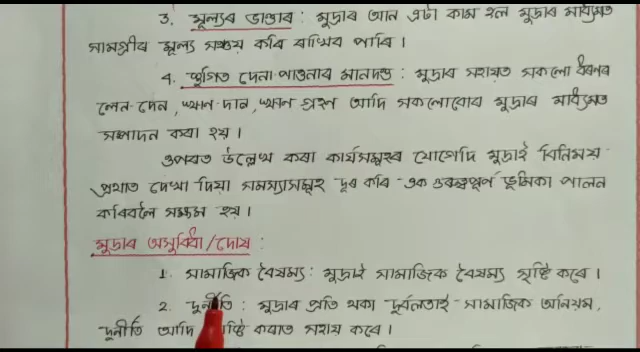 3. মূল্যৰ ভাণ্ডাৰ : মুদ্ৰাৰ আন এটা কাম হ'ল মুদ্ৰাৰ মাধ্যমত
সামগ্ৰীৰ মূল্য সঞ্চয় কৰি ৰাখিব পাৰি।
4. স্থগিত দেনা-পাওনাৰ মানদণ্ড : মুদ্ৰাৰ সহায়ত সকলো ধৰণৰ
লেন-দেন, ঋণ-দান, ঋণ গ্ৰহণ আদি সকলোবোৰ মুদ্ৰাৰ মাধ্যমত
সম্পাদন কৰা হয়।
ওপৰত উল্লেখ কৰা কাৰ্যসমূহৰ যোগেদি মুদ্ৰাই বিনিময়
প্ৰথাত দেখা দিয়া সমস্যাসমূহ দূৰ কৰি এক গুৰুত্বপূৰ্ণ ভূমিকা পালন
কৰিবলৈ সক্ষম হয়।
মুদ্ৰাৰ অসুবিধা/দোষ :
1. সামাজিক বৈষম্য : মুদ্ৰাই সামাজিক বৈষম্য সৃষ্টি কৰে।
2. দুৰ্নীতি : মুদ্ৰাৰ প্ৰতি থকা দুৰ্বলতাই সামাজিক অনিয়ম,
দুৰ্নীতি আদি কৰাত সহায় কৰে।